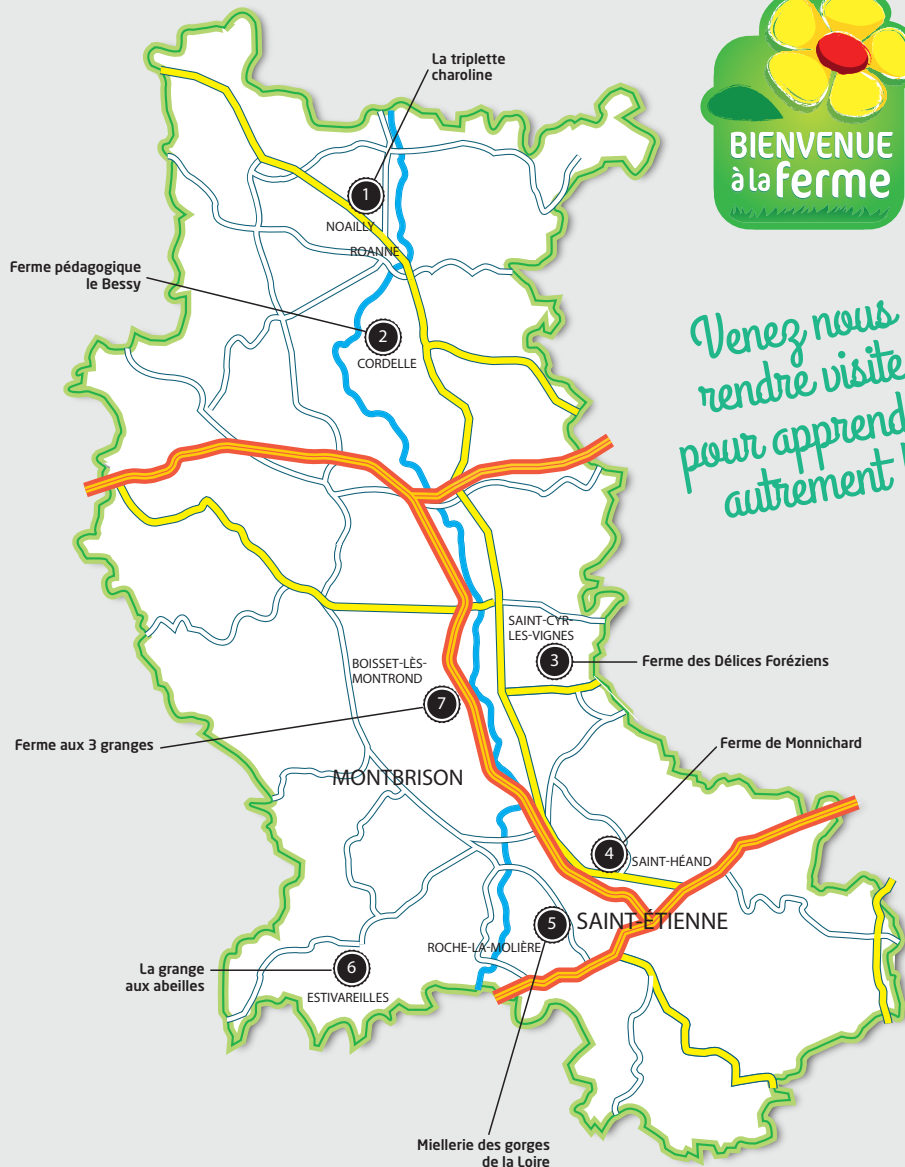 La triplette
charoline
BIENVENUE
à la ferme
1
NOAILLY
ROANNE
Ferme pédagogique
le Bessy
2
CORDELLE
Venez nous
rendre visite
pour apprend
autrement !
SAINT-CYR-
LES-VIGNES
3
Ferme des Délices Foréziens
BOISSET-LÈS-
MONTROND
7
Ferme aux 3 granges
Ferme de Monnichard
MONTBRISON
4
SAINT-HÉAND
5
SAINT-ÉTIENNE
ROCHE-LA-MOLIÈRE
La grange
aux abeilles
6
ESTIVAREILLES
Miellerie des gorges
de la Loire